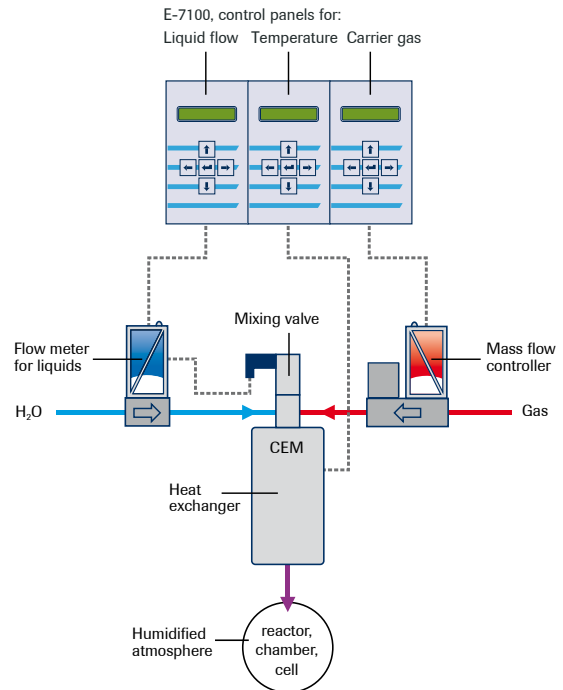 E-7100, control panels for:
Liquid flow Temperature Carrier gas
Mixing valve
Flow meter
for liquids
Mass flow
controller
H₂O
Gas
CEM
Heat
exchanger
Humidified
atmosphere
reactor,
chamber,
cell